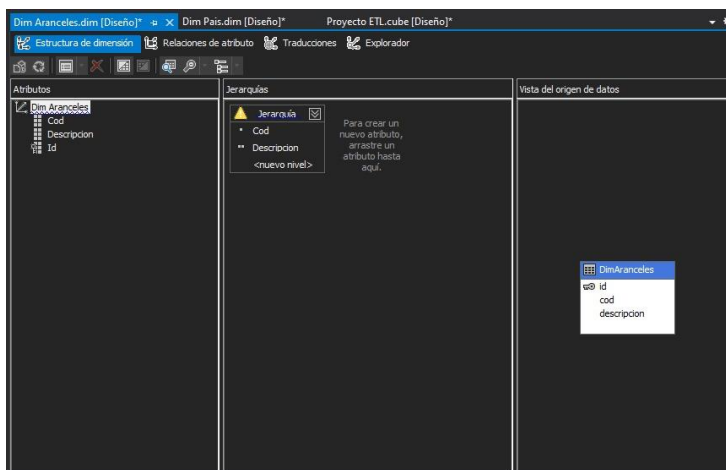 Dim Aranceles.dim [Diseño]* Dim Pais.dim [Diseño]* Proyecto ETL.cube [Diseño]*
Estructura de dimensión Relaciones de atributo Traducciones Explorador
Atributos
Dim Aranceles
Cod
Descripcion
Id
Jerarquías
Jerarquía
Cod
Descripcion
<nuevo nivel>
Para crear un
nuevo atributo,
arrastre un
atributo hasta
aquí.
Vista del origen de datos
DimAranceles
id
cod
descripcion